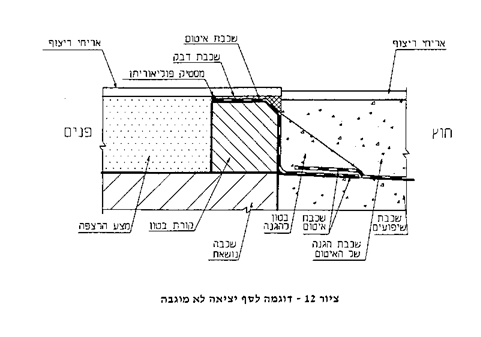 שכבת איטום
אריחי ריצוף
אריחי ריצוף
שכבת דבק
מסטיק פוליאוריתן
פנים
חוץ
מצע הרצפה
קורת בטון
שכבה
נושאת
בטון
להגנה
שכבת
איטום
שכבת הגנה
של האיטום
שכבת
שיפועים
ציור 12 - דוגמה לסף יציאה לא מוגבה